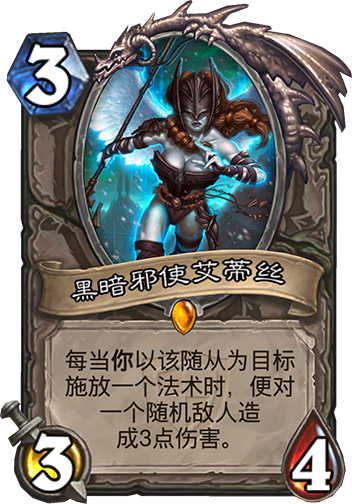 3
黑暗邪使艾蒂丝
每当你以该随从为目标
施放一个法术时，便对
一个随机敌人造
成3点伤害。
3
4